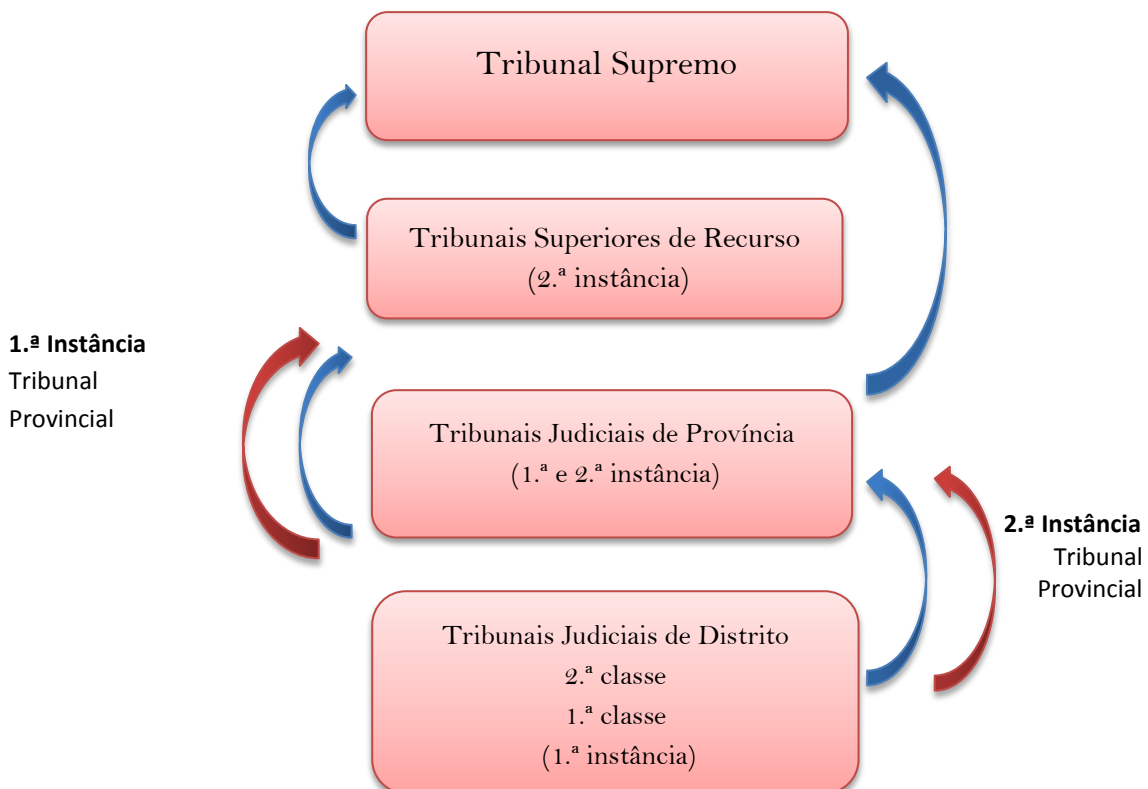 Tribunal Supremo
Tribunais Superiores de Recurso
(2.ª instância)
1.ª Instância
Tribunal
Provincial
Tribunais Judiciais de Província
(1.ª e 2.ª instância)
2.ª Instância
Tribunal
Provincial
Tribunais Judiciais de Distrito
2.ª classe
1.ª classe
(1.ª instância)